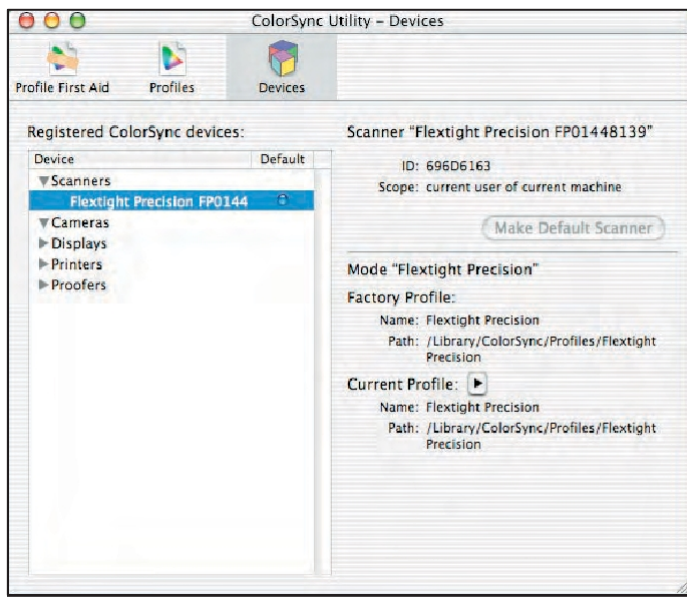 ColorSync Utility – Devices
Profile First Aid
Profiles
Devices
Registered ColorSync devices:
Device
Default
Scanners
Flextight Precision FP0144
Cameras
Displays
Printers
Proofers
Scanner "Flextight Precision FP01448139"
ID: 696D6163
Scope: current user of current machine
Make Default Scanner
Mode "Flextight Precision"
Factory Profile:
Name: Flextight Precision
Path: /Library/ColorSync/Profiles/Flextight
Precision
Current Profile:
Name: Flextight Precision
Path: /Library/ColorSync/Profiles/Flextight
Precision